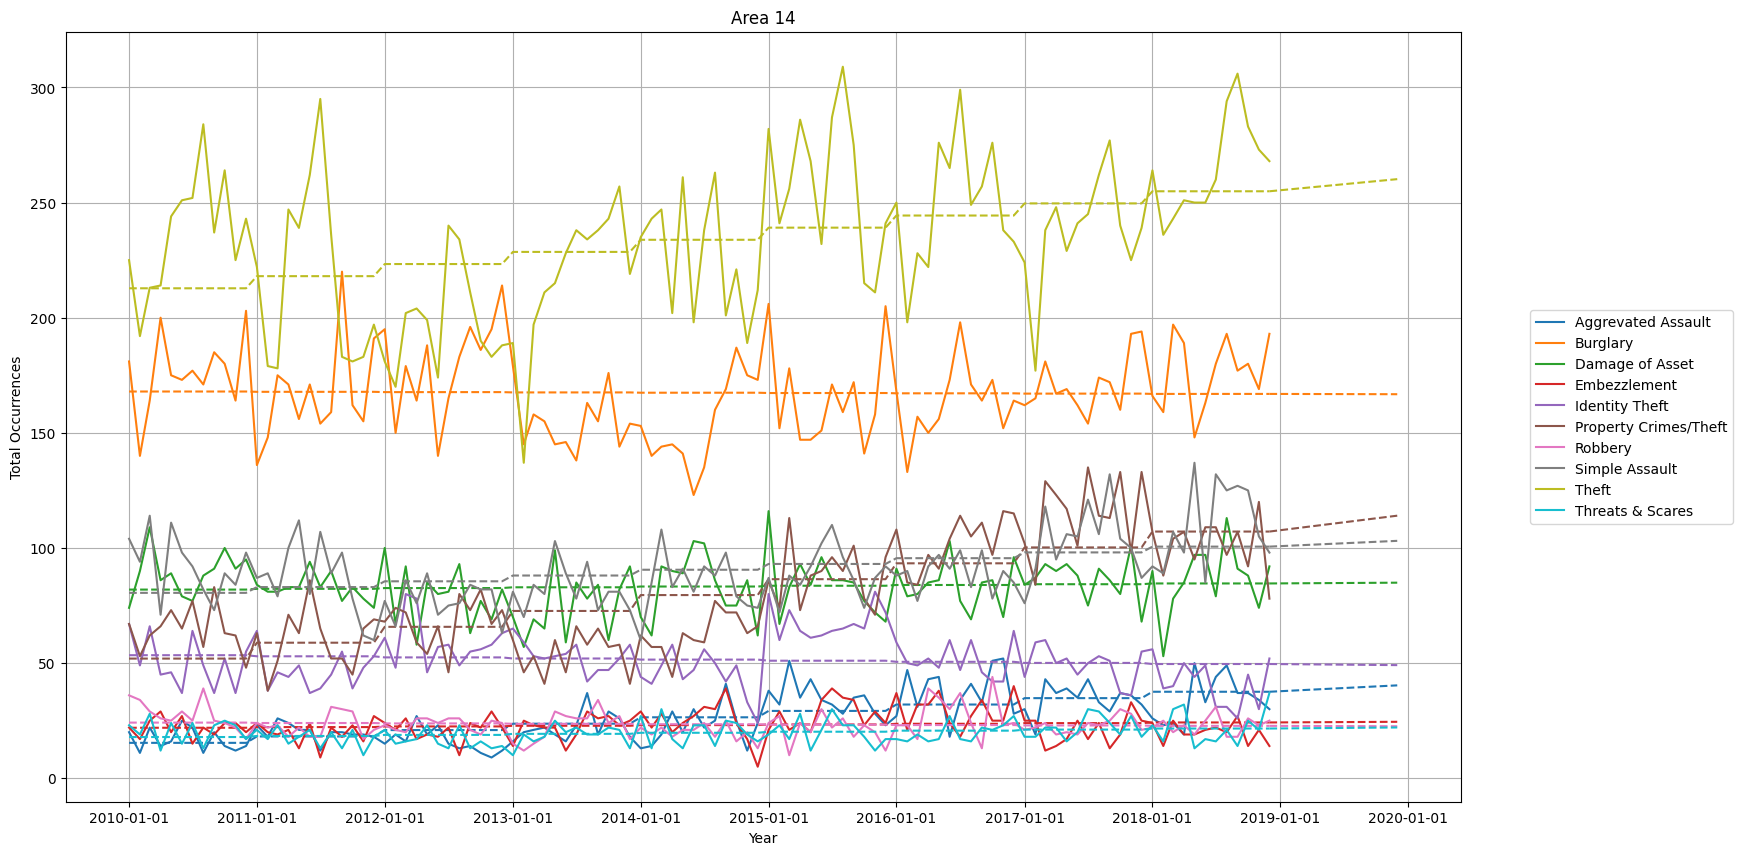 Area 14
Total Occurrences
300
250
200
150
100
50
0
2010-01-01 2011-01-01 2012-01-01 2013-01-01 2014-01-01 2015-01-01 2016-01-01 2017-01-01 2018-01-01 2019-01-01 2020-01-01
Year
Aggrevated Assault
Burglary
Damage of Asset
Embezzlement
Identity Theft
Property Crimes/Theft
Robbery
Simple Assault
Theft
Threats & Scares